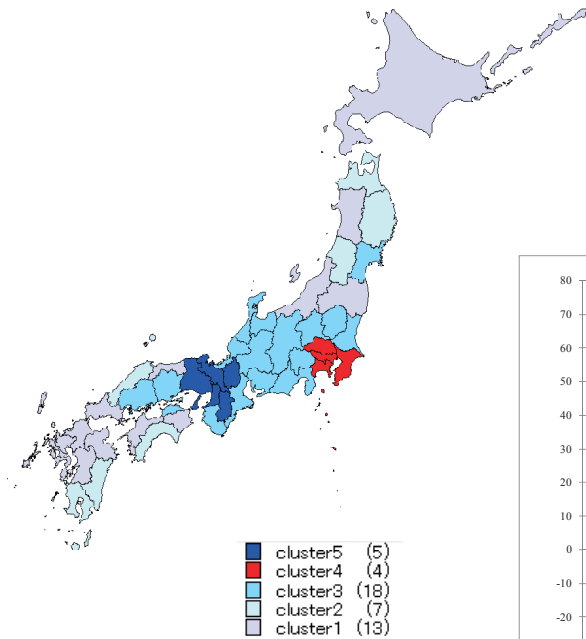 80
70
60
50
40
30
20
10
0
-10
-20
cluster5 (5)
cluster4 (4)
cluster3 (18)
cluster2 (7)
cluster1 (13)